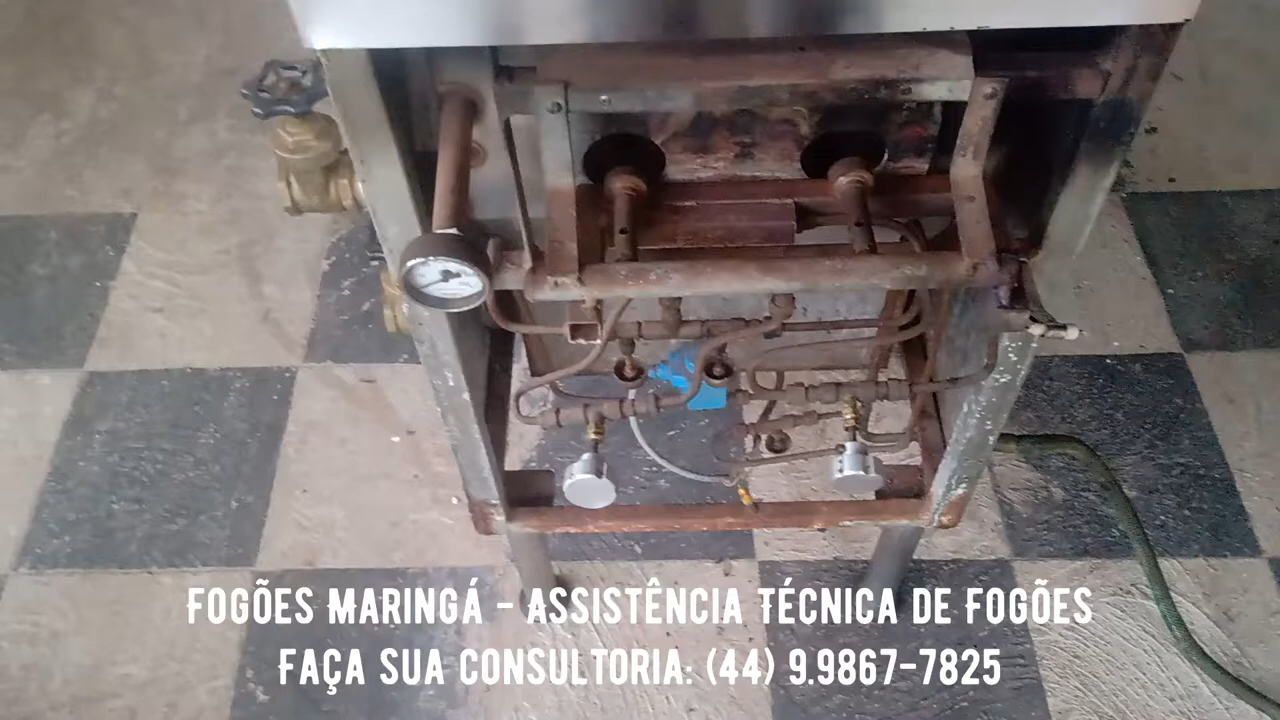 Fogões Maringá - Assistência Técnica de Fogões
Faça sua consultoria: (44) 9.9867-7825